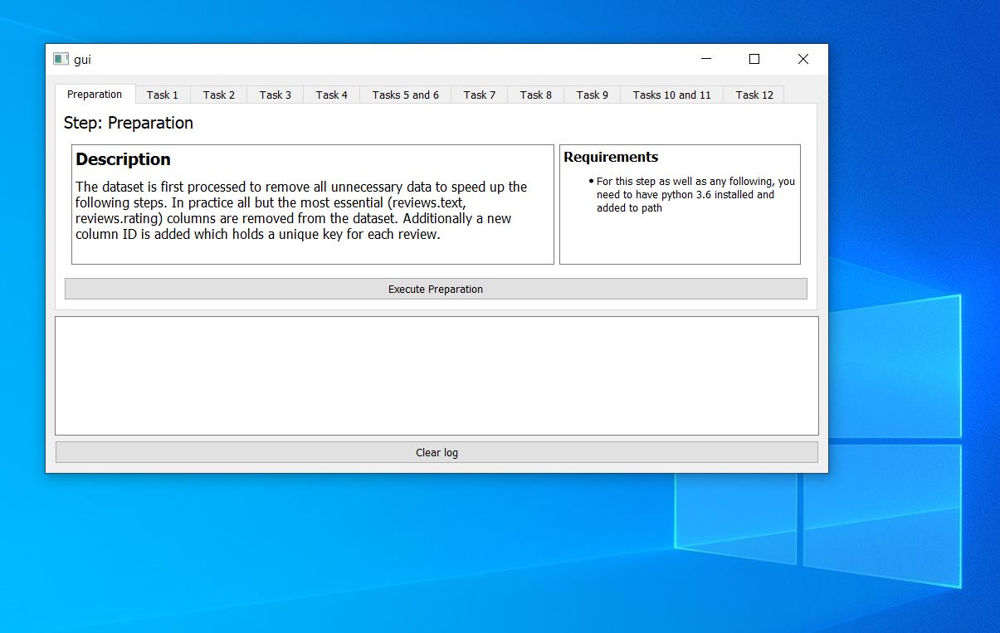 gui
Preparation Task 1 Task 2 Task 3 Task 4 Tasks 5 and 6 Task 7 Task 8 Task 9 Tasks 10 and 11 Task 12
Step: Preparation
Description
The dataset is first processed to remove all unnecessary data to speed up the
following steps. In practice all but the most essential (reviews.text,
reviews.rating) columns are removed from the dataset. Additionally a new
column ID is added which holds a unique key for each review.
Requirements
• For this step as well as any following, you
need to have python 3.6 installed and
added to path
Execute Preparation
Clear log